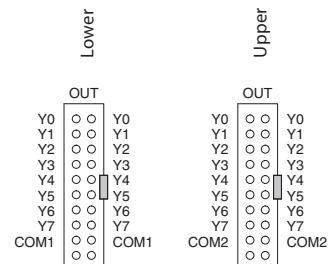 Lower Upper
OUT OUT
Y0 Y0 Y0 Y0
Y1 Y1 Y1 Y1
Y2 Y2 Y2 Y2
Y3 Y3 Y3 Y3
Y4 Y4 Y4 Y4
Y5 Y5 Y5 Y5
Y6 Y6 Y6 Y6
Y7 Y7 Y7 Y7
COM1 COM1 COM2 COM2